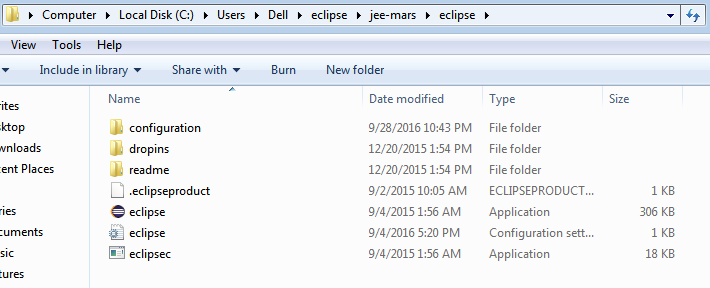 Computer Local Disk (C:) Users Dell eclipse jee-mars eclipse
View Tools Help
Include in library Share with Burn New folder
Name Date modified Type Size
rites
configuration 9/28/2016 10:43 PM File folder
sktop
dropins 12/20/2015 1:54 PM File folder
wnloads
readme 12/20/2015 1:54 PM File folder
cent Places
.eclipseproduct 9/2/2015 10:05 AM ECLIPSEPRODUCT... 1 KB
ries
eclipse 9/4/2015 1:56 AM Application 306 KB
cuments
eclipse 9/4/2016 5:20 PM Configuration sett... 1 KB
sic
eclipsec 9/4/2015 1:56 AM Application 18 KB
tures